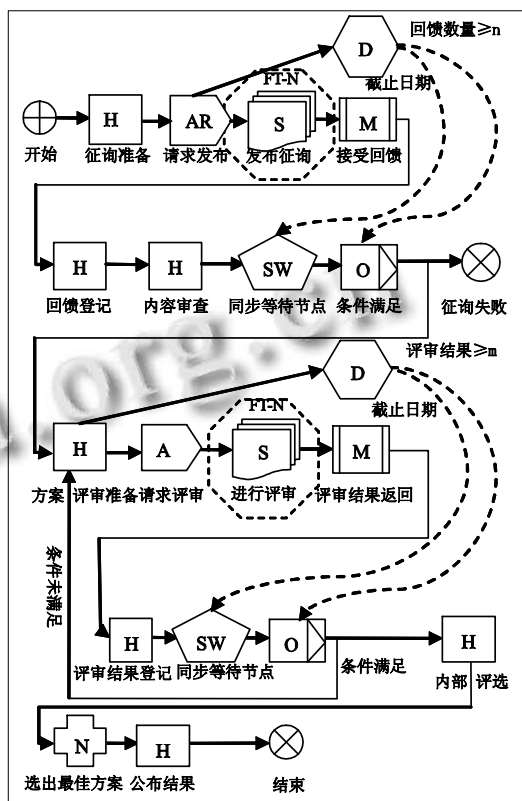 回馈数量≥n
D
截止日期
FT-N
H
AR
S
M
开始
征询准备
请求发布
发布征询
接受回馈
H
H
SW
O
回馈登记
内容审查
同步等待节点
条件满足
征询失败
评审结果≥m
D
截止日期
FT-N
H
A
S
M
方案 评审准备
请求评审
进行评审
评审结果返回
条件未满足
H
SW
O
H
评审结果登记
同步等待节点
条件满足
内部 评选
N
H
选出最佳方案
公布结果
结束
.org.cn